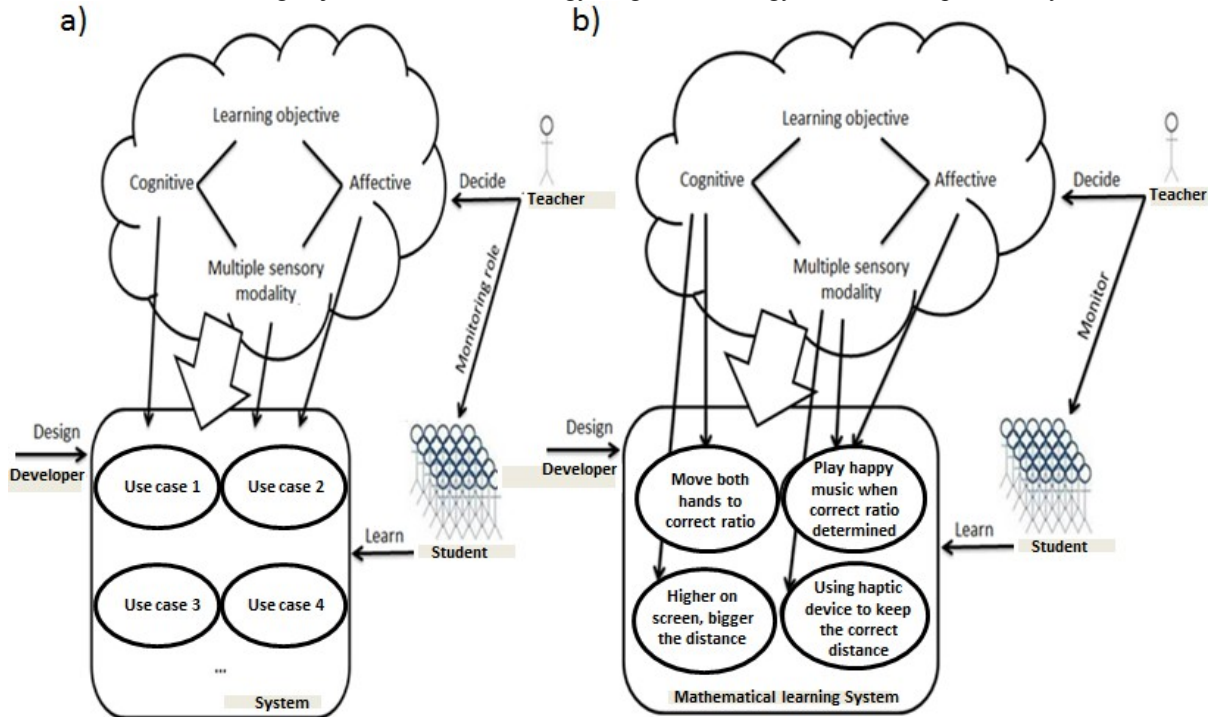 a)
Learning objective
Cognitive
Affective
Multiple sensory
modality
Decide
Teacher
Monitoring role
Design
Developer
Use case 1
Use case 2
Use case 3
Use case 4
...
System
Learn
Student
b)
Learning objective
Cognitive
Affective
Multiple sensory
modality
Decide
Teacher
Monitor
Design
Developer
Move both
hands to
correct ratio
Play happy
music when
correct ratio
determined
Higher on
screen, bigger
the distance
Using haptic
device to keep
the correct
distance
Mathematical learning System
Learn
Student